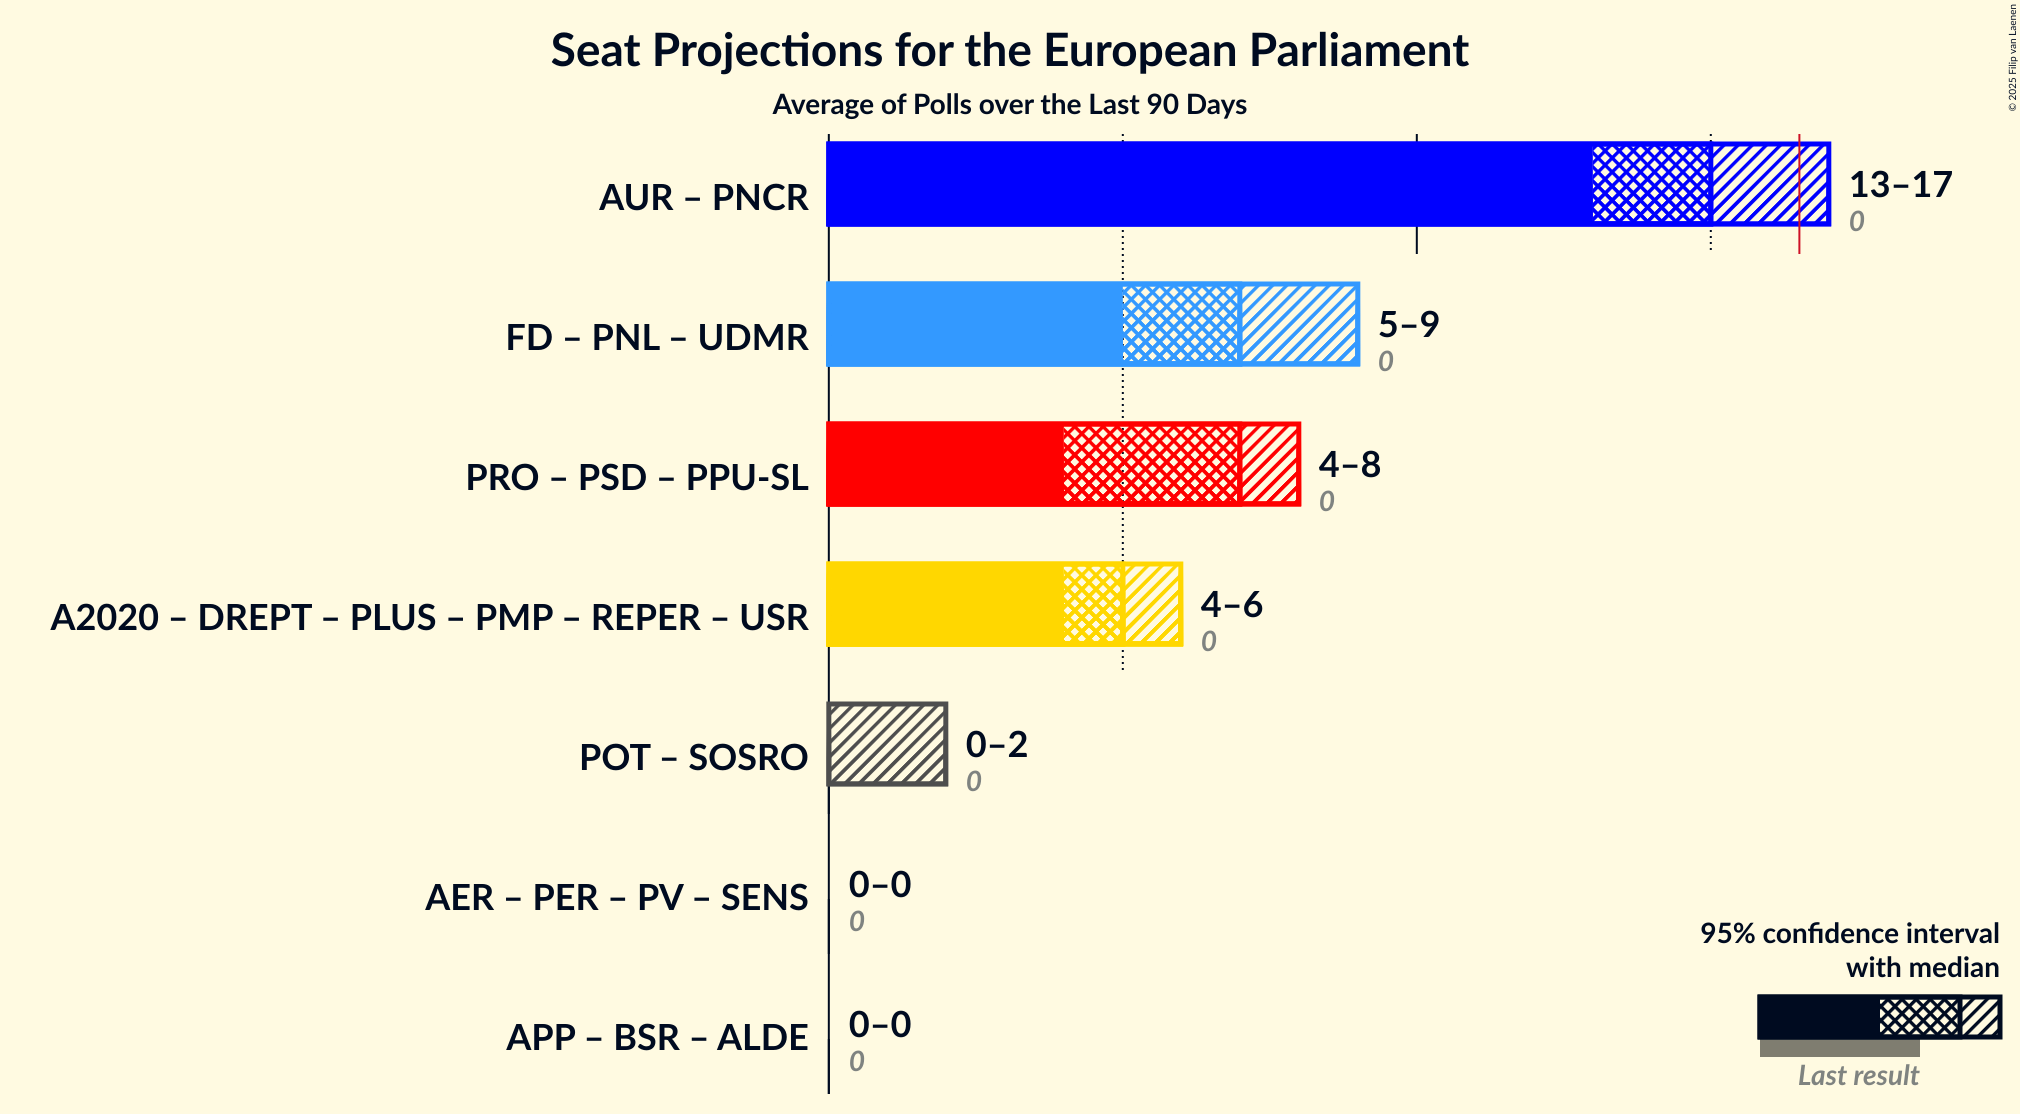 Seat Projections for the European Parliament
Average of Polls over the Last 90 Days
© 2025 Filip van Laenen
AUR – PNCR
13–17
0
FD – PNL – UDMR
5–9
0
PRO – PSD – PPU-SL
4–8
0
A2020 – DREPT – PLUS – PMP – REPER – USR
4–6
0
POT – SOSRO
0–2
0
AER – PER – PV – SENS
0–0
0
APP – BSR – ALDE
0–0
0
95% confidence interval
with median
Last result